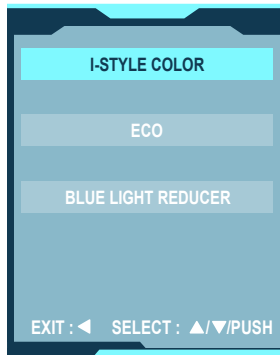 I-STYLE COLOR
ECO
BLUE LIGHT REDUCER
EXIT : ◀ SELECT : ▲/▼/PUSH